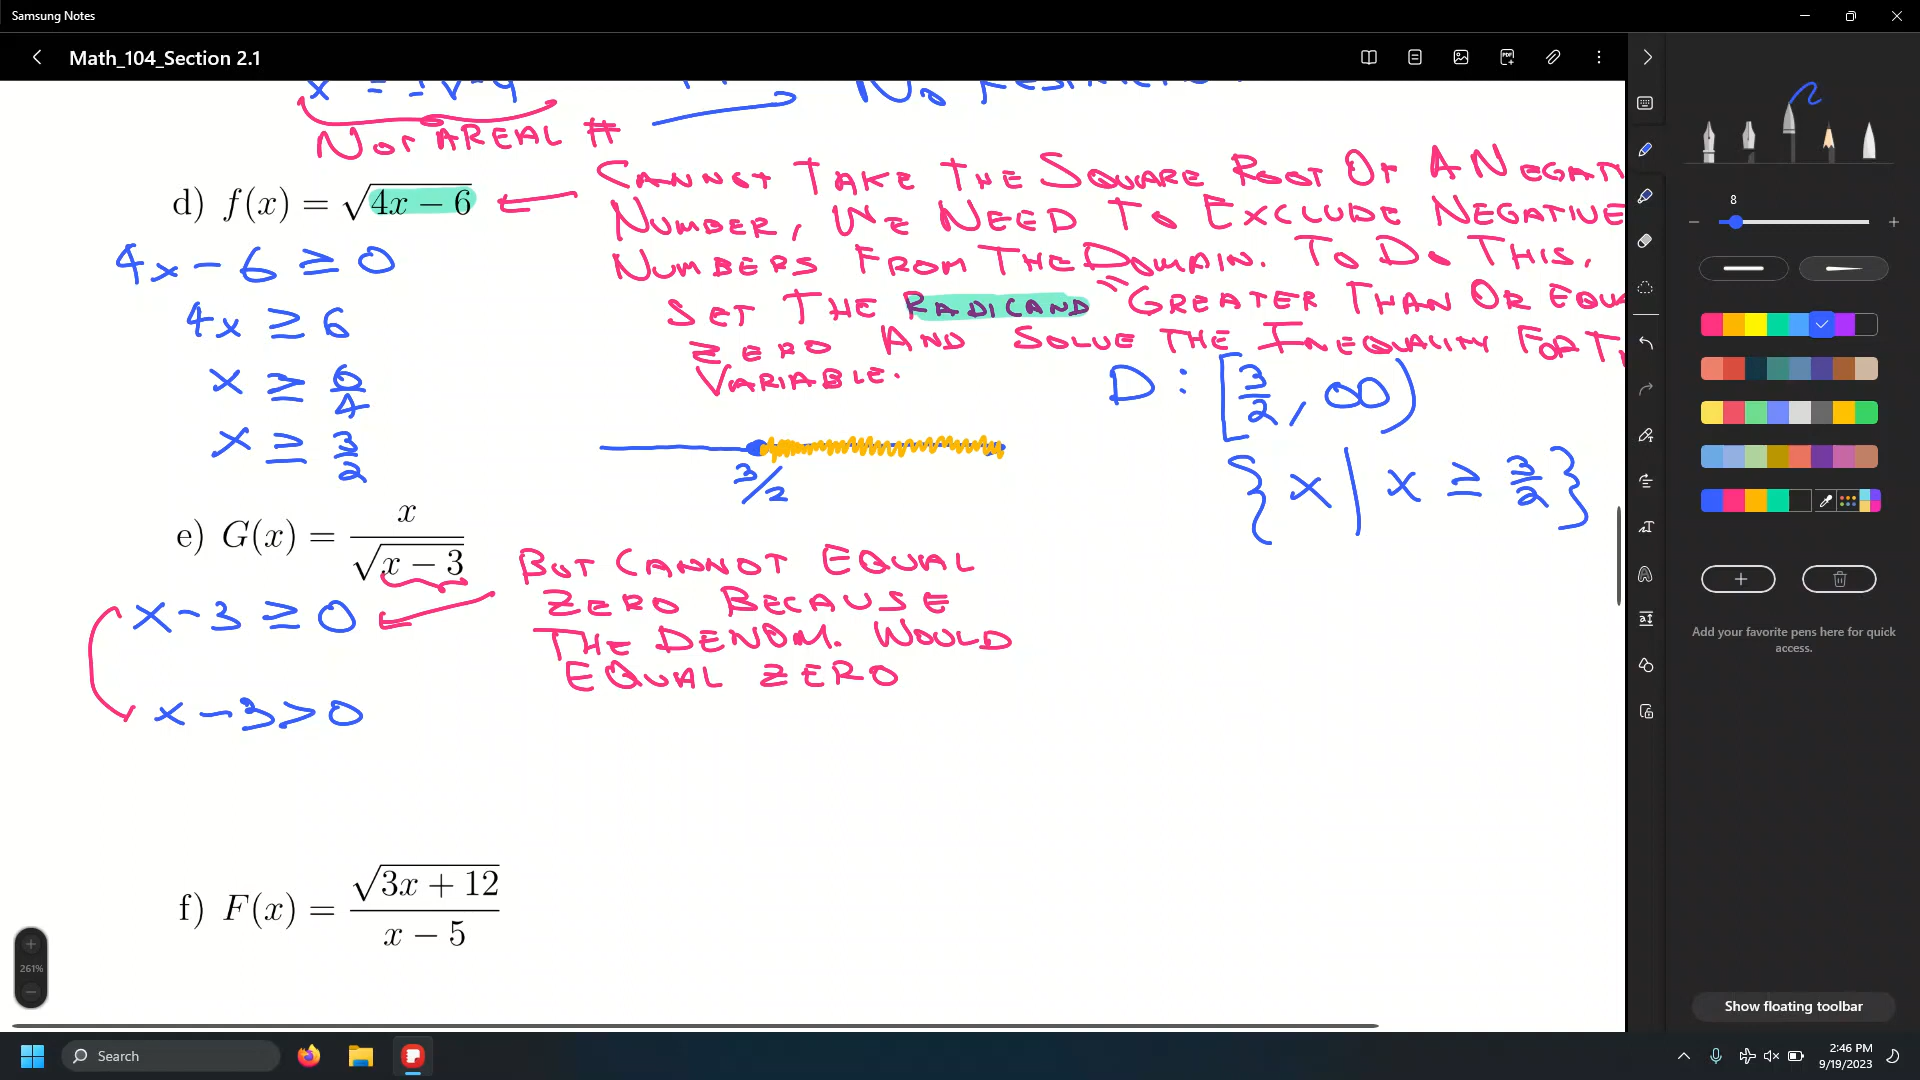 Samsung Notes
Math_104_Section 2.1
NOT A REAL #
d) f(x) = √(4x − 6)
CANNOT TAKE THE SQUARE ROOT OF A NEGATI
NUMBER, WE NEED TO EXCLUDE NEGATIVE
NUMBERS FROM THE DOMAIN. TO DO THIS,
SET THE RADICAND GREATER THAN OR EQU
ZERO AND SOLVE THE INEQUALITY FOR T
VARIABLE.
4x − 6 ≥ 0
4x ≥ 6
x ≥ 6/4
x ≥ 3/2
3/2
D: [3/2, ∞)
{x | x ≥ 3/2}
e) G(x) = x/√(x − 3)
BUT CANNOT EQUAL
ZERO BECAUSE
THE DENOM. WOULD
EQUAL ZERO
x − 3 ≥ 0
x − 3 > 0
f) F(x) = √(3x + 12)/(x − 5)
261%
8
Add your favorite pens here for quick
access.
Show floating toolbar
Search
2:46 PM
9/19/2023